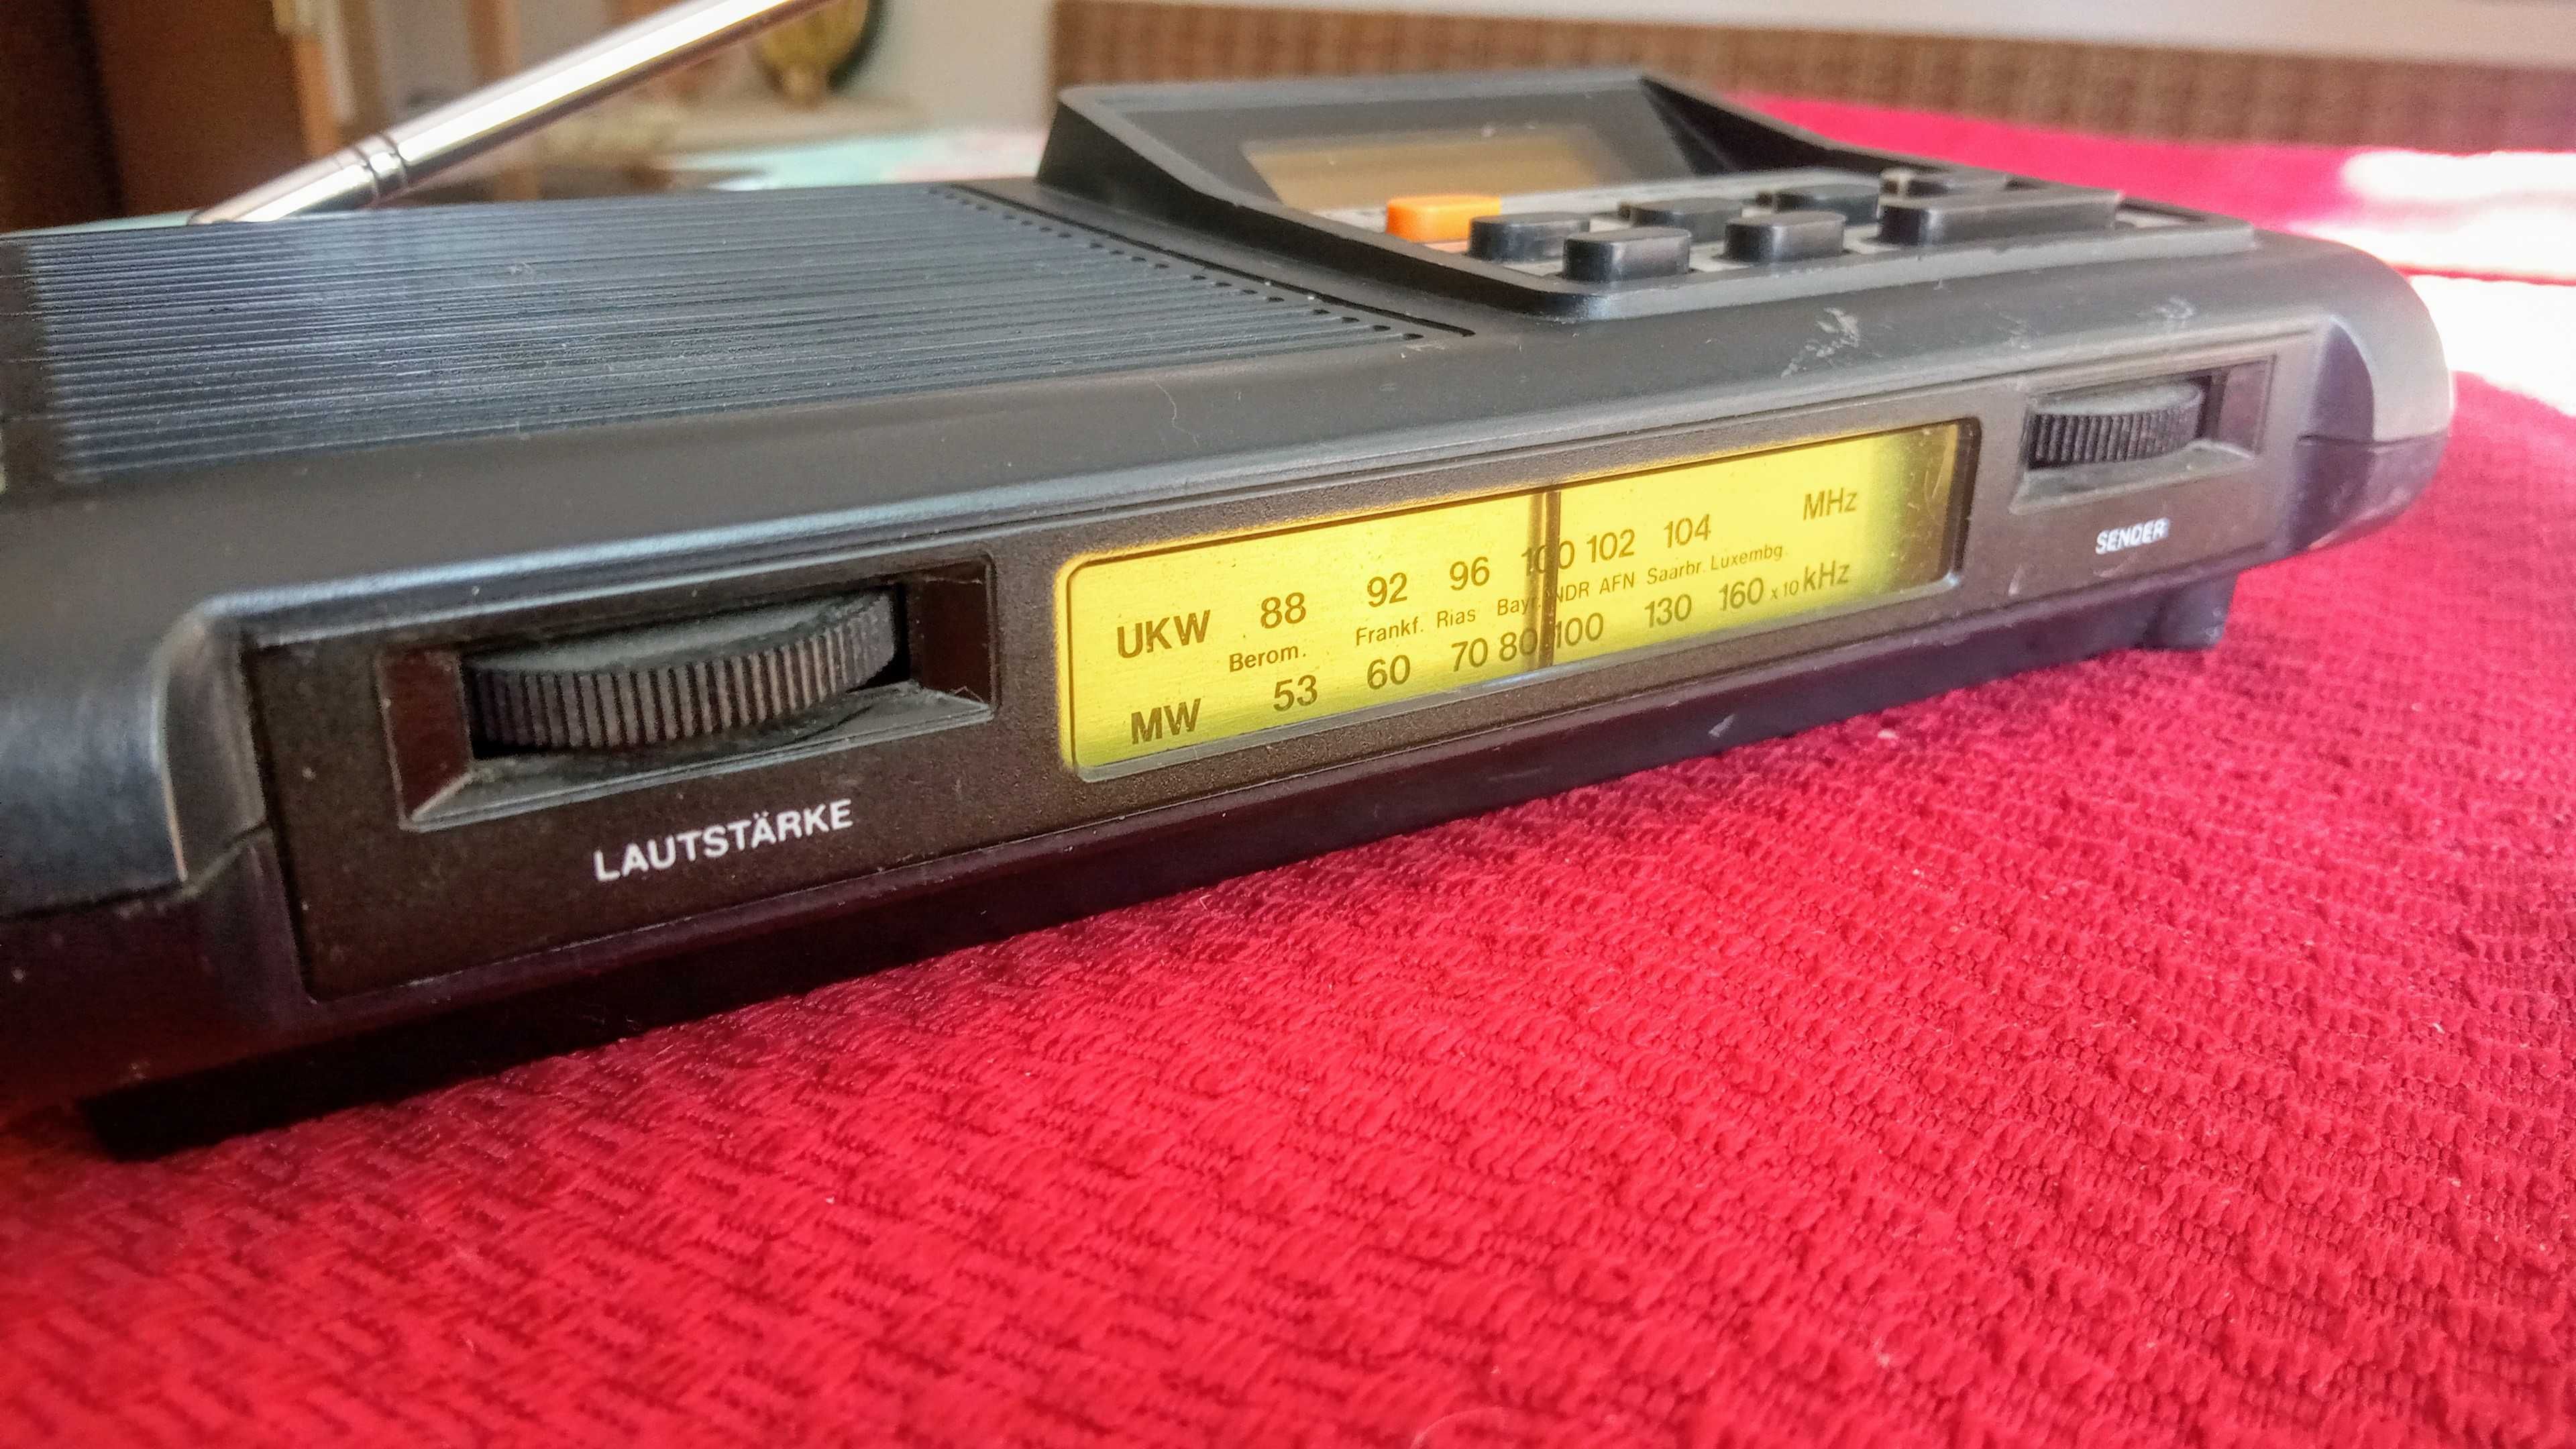 UKW 88 92 96 100 102 104 MHz
Berom. Frankf. Rias Bayr. NDR AFN Saarbr. Luxembg.
MW 53 60 70 80 100 130 160 x10 kHz
LAUTSTÄRKE
SENDER